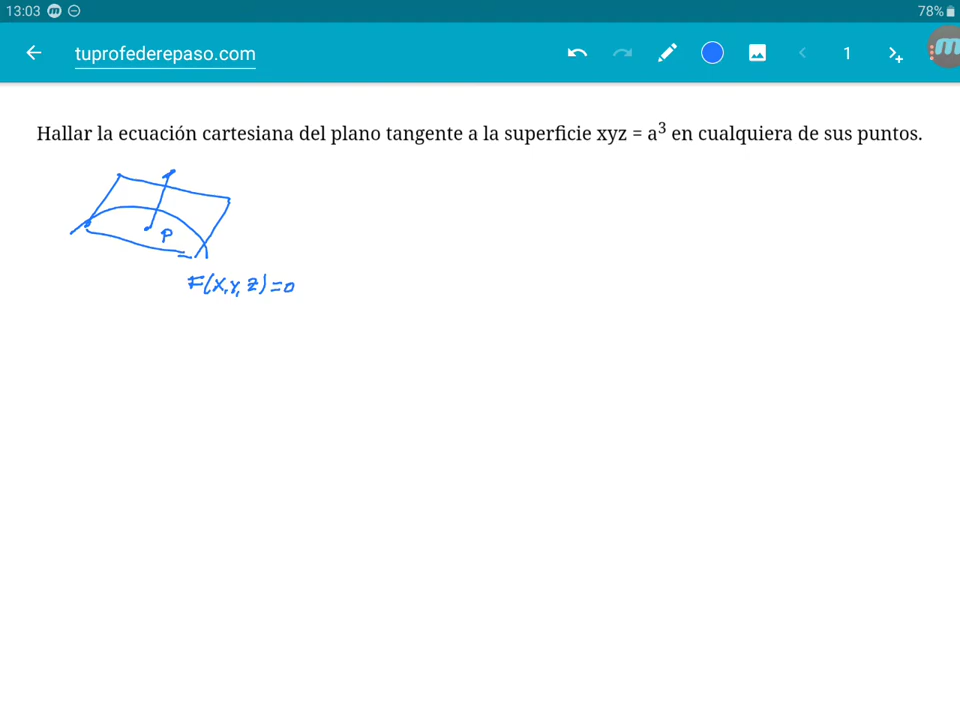 13:03 78%
tuprofederepaso.com 1
Hallar la ecuación cartesiana del plano tangente a la superficie xyz = a³ en cualquiera de sus puntos.
P
F(x,y,z)=0